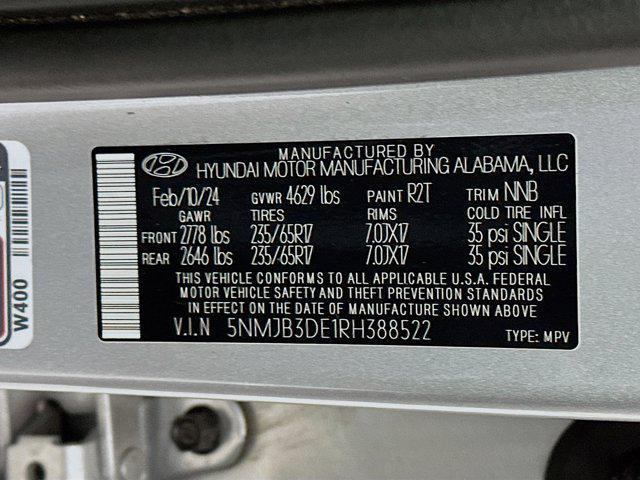 MANUFACTURED BY
HYUNDAI MOTOR MANUFACTURING ALABAMA, LLC
Feb/10/24 GVWR 4629 lbs PAINT R2T TRIM NNB
GAWR TIRES RIMS COLD TIRE INFL
FRONT 2778 lbs 235/65R17 7.0JX17 35 psi SINGLE
REAR 2646 lbs 235/65R17 7.0JX17 35 psi SINGLE
THIS VEHICLE CONFORMS TO ALL APPLICABLE U.S.A. FEDERAL
MOTOR VEHICLE SAFETY AND THEFT PREVENTION STANDARDS
IN EFFECT ON THE DATE OF MANUFACTURE SHOWN ABOVE
V.I.N 5NMJB3DE1RH388522 TYPE: MPV
W400